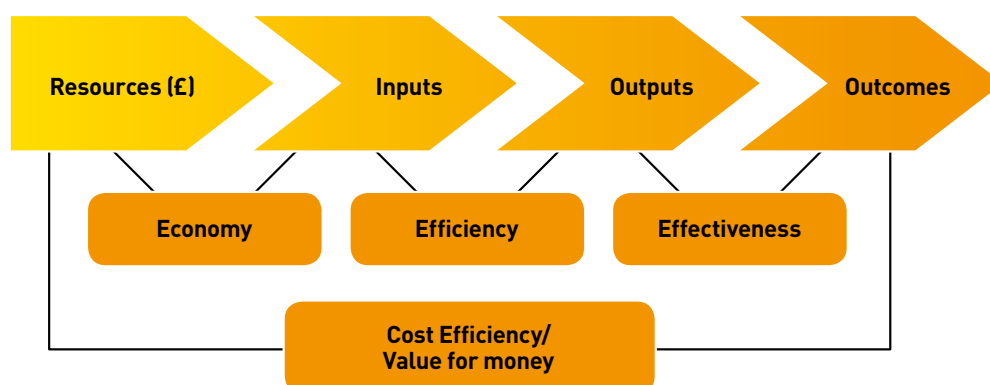 Resources (£)
Inputs
Outputs
Outcomes
Economy
Efficiency
Effectiveness
Cost Efficiency/
Value for money